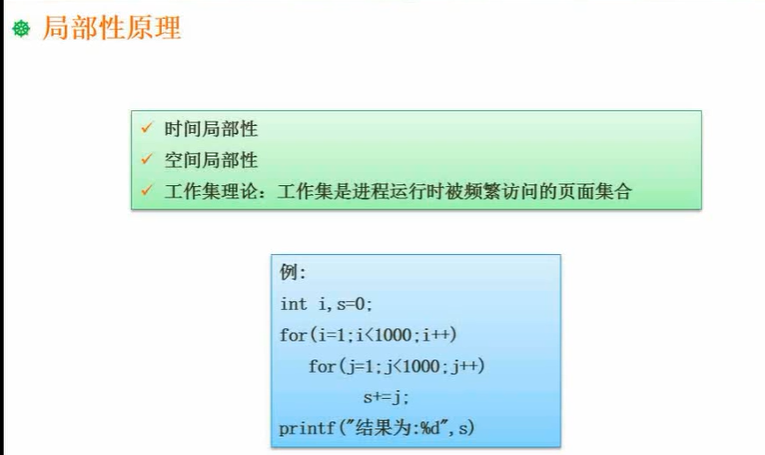 局部性原理
时间局部性
空间局部性
工作集理论：工作集是进程运行时被频繁访问的页面集合
例:
int i,s=0;
for(i=1;i<1000;i++)
for(j=1;j<1000;j++)
s+=j;
printf("结果为:%d",s)